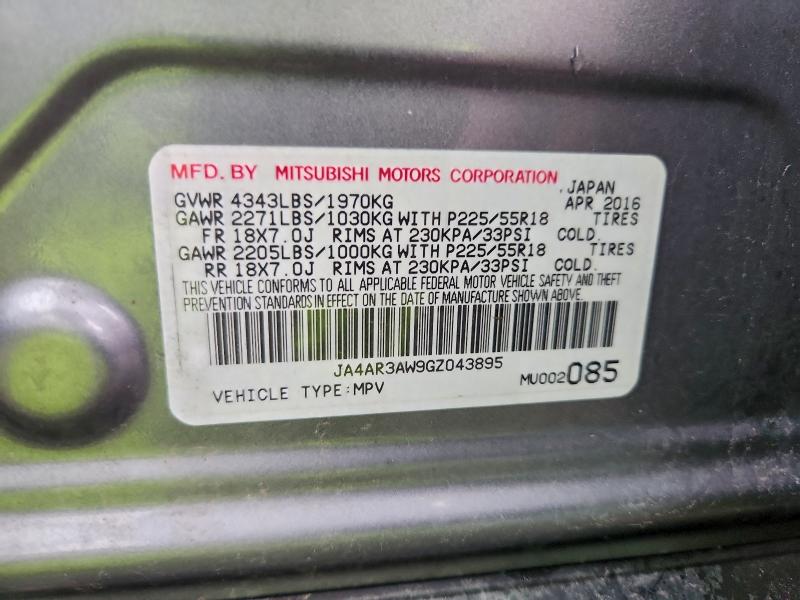 MFD. BY MITSUBISHI MOTORS CORPORATION, JAPAN
GVWR 4343LBS/1970KG APR 2016
GAWR 2271LBS/1030KG WITH P225/55R18 TIRES
FR 18X7.0J RIMS AT 230KPA/33PSI COLD.
GAWR 2205LBS/1000KG WITH P225/55R18 TIRES
RR 18X7.0J RIMS AT 230KPA/33PSI COLD.
THIS VEHICLE CONFORMS TO ALL APPLICABLE FEDERAL MOTOR VEHICLE SAFETY AND THEFT
PREVENTION STANDARDS IN EFFECT ON THE DATE OF MANUFACTURE SHOWN ABOVE.
JA4AR3AW9GZ043895
VEHICLE TYPE:MPV MU002085